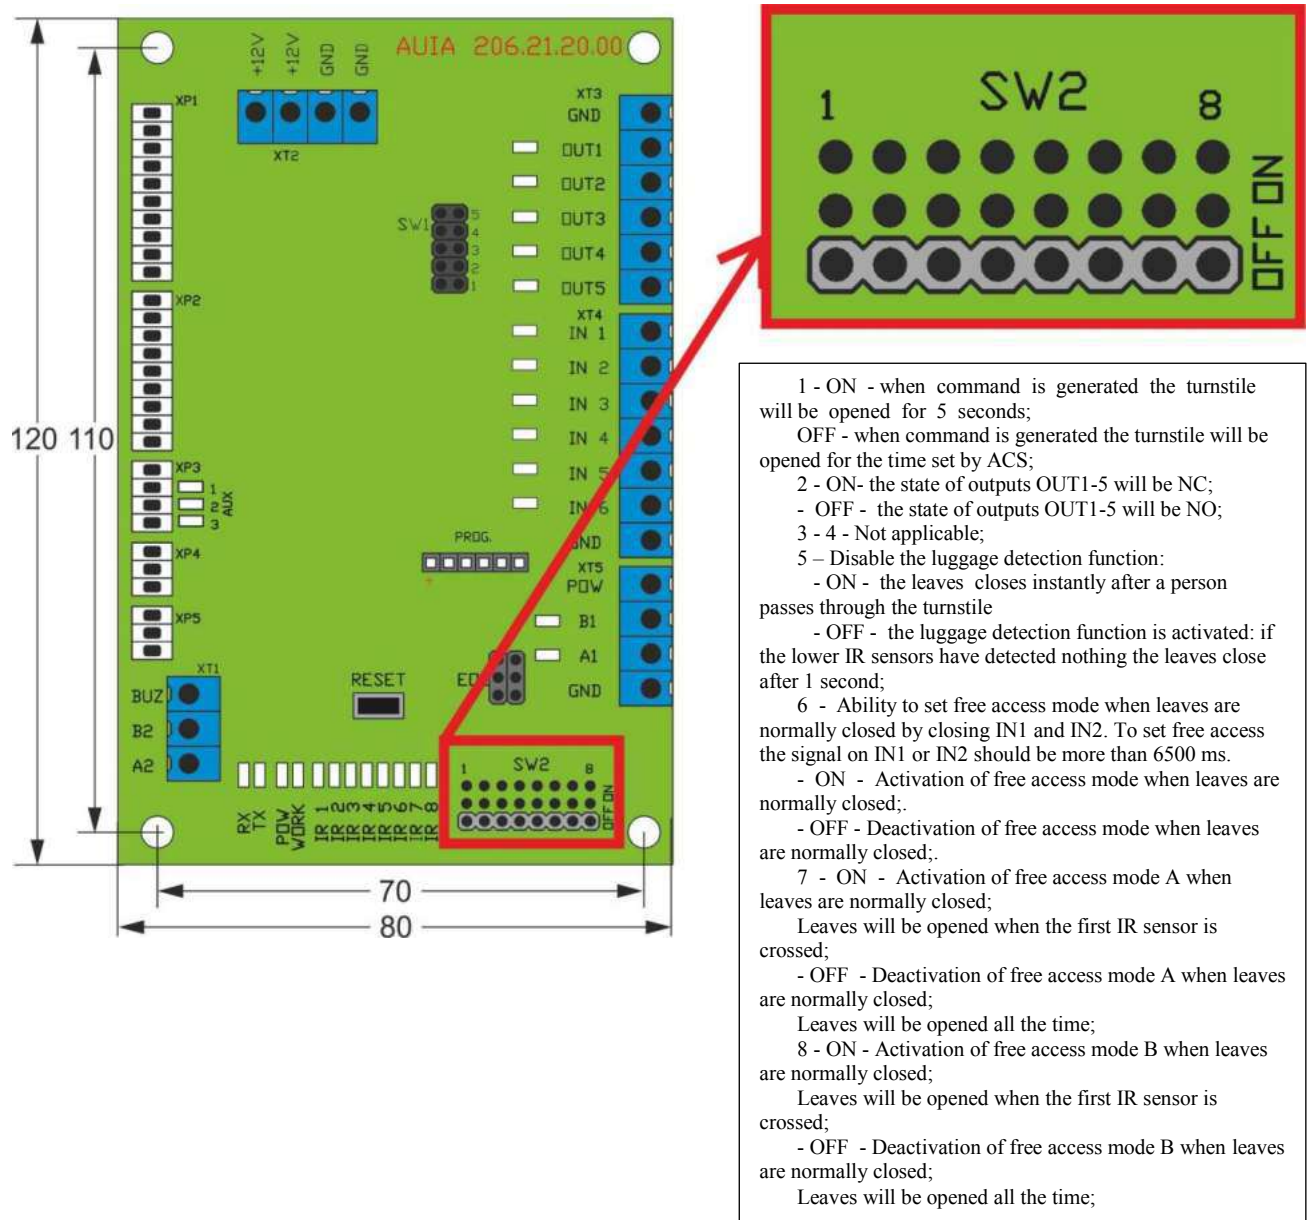 AUIA 206.21.20.00
+12V
+12V
GND
GND
XT2
XP1
XP2
XP3
1
2
3
AUX
XP4
XP5
XT1
BUZ
B2
A2
SW1
5
4
3
2
1
XT3
GND
OUT1
OUT2
OUT3
OUT4
OUT5
XT4
IN 1
IN 2
IN 3
IN 4
IN 5
IN 6
GND
XT5
POW
B1
A1
GND
PROG.
+
RESET
RX
TX
POW
WORK
IR 1
IR 2
IR 3
IR 4
IR 5
IR 6
IR 7
IR 8
1 SW2 8
OFF ON
120
110
70
80
1 SW2 8
OFF ON
1 - ON - when command is generated the turnstile
will be opened for 5 seconds;
OFF - when command is generated the turnstile will be
opened for the time set by ACS;
2 - ON- the state of outputs OUT1-5 will be NC;
- OFF - the state of outputs OUT1-5 will be NO;
3 - 4 - Not applicable;
5 – Disable the luggage detection function:
- ON - the leaves closes instantly after a person
passes through the turnstile
- OFF - the luggage detection function is activated: if
the lower IR sensors have detected nothing the leaves close
after 1 second;
6 - Ability to set free access mode when leaves are
normally closed by closing IN1 and IN2. To set free access
the signal on IN1 or IN2 should be more than 6500 ms.
- ON - Activation of free access mode when leaves are
normally closed;.
- OFF - Deactivation of free access mode when leaves
are normally closed;.
7 - ON - Activation of free access mode A when
leaves are normally closed;
Leaves will be opened when the first IR sensor is
crossed;
- OFF - Deactivation of free access mode A when leaves
are normally closed;
Leaves will be opened all the time;
8 - ON - Activation of free access mode B when leaves
are normally closed;
Leaves will be opened when the first IR sensor is
crossed;
- OFF - Deactivation of free access mode B when leaves
are normally closed;
Leaves will be opened all the time;